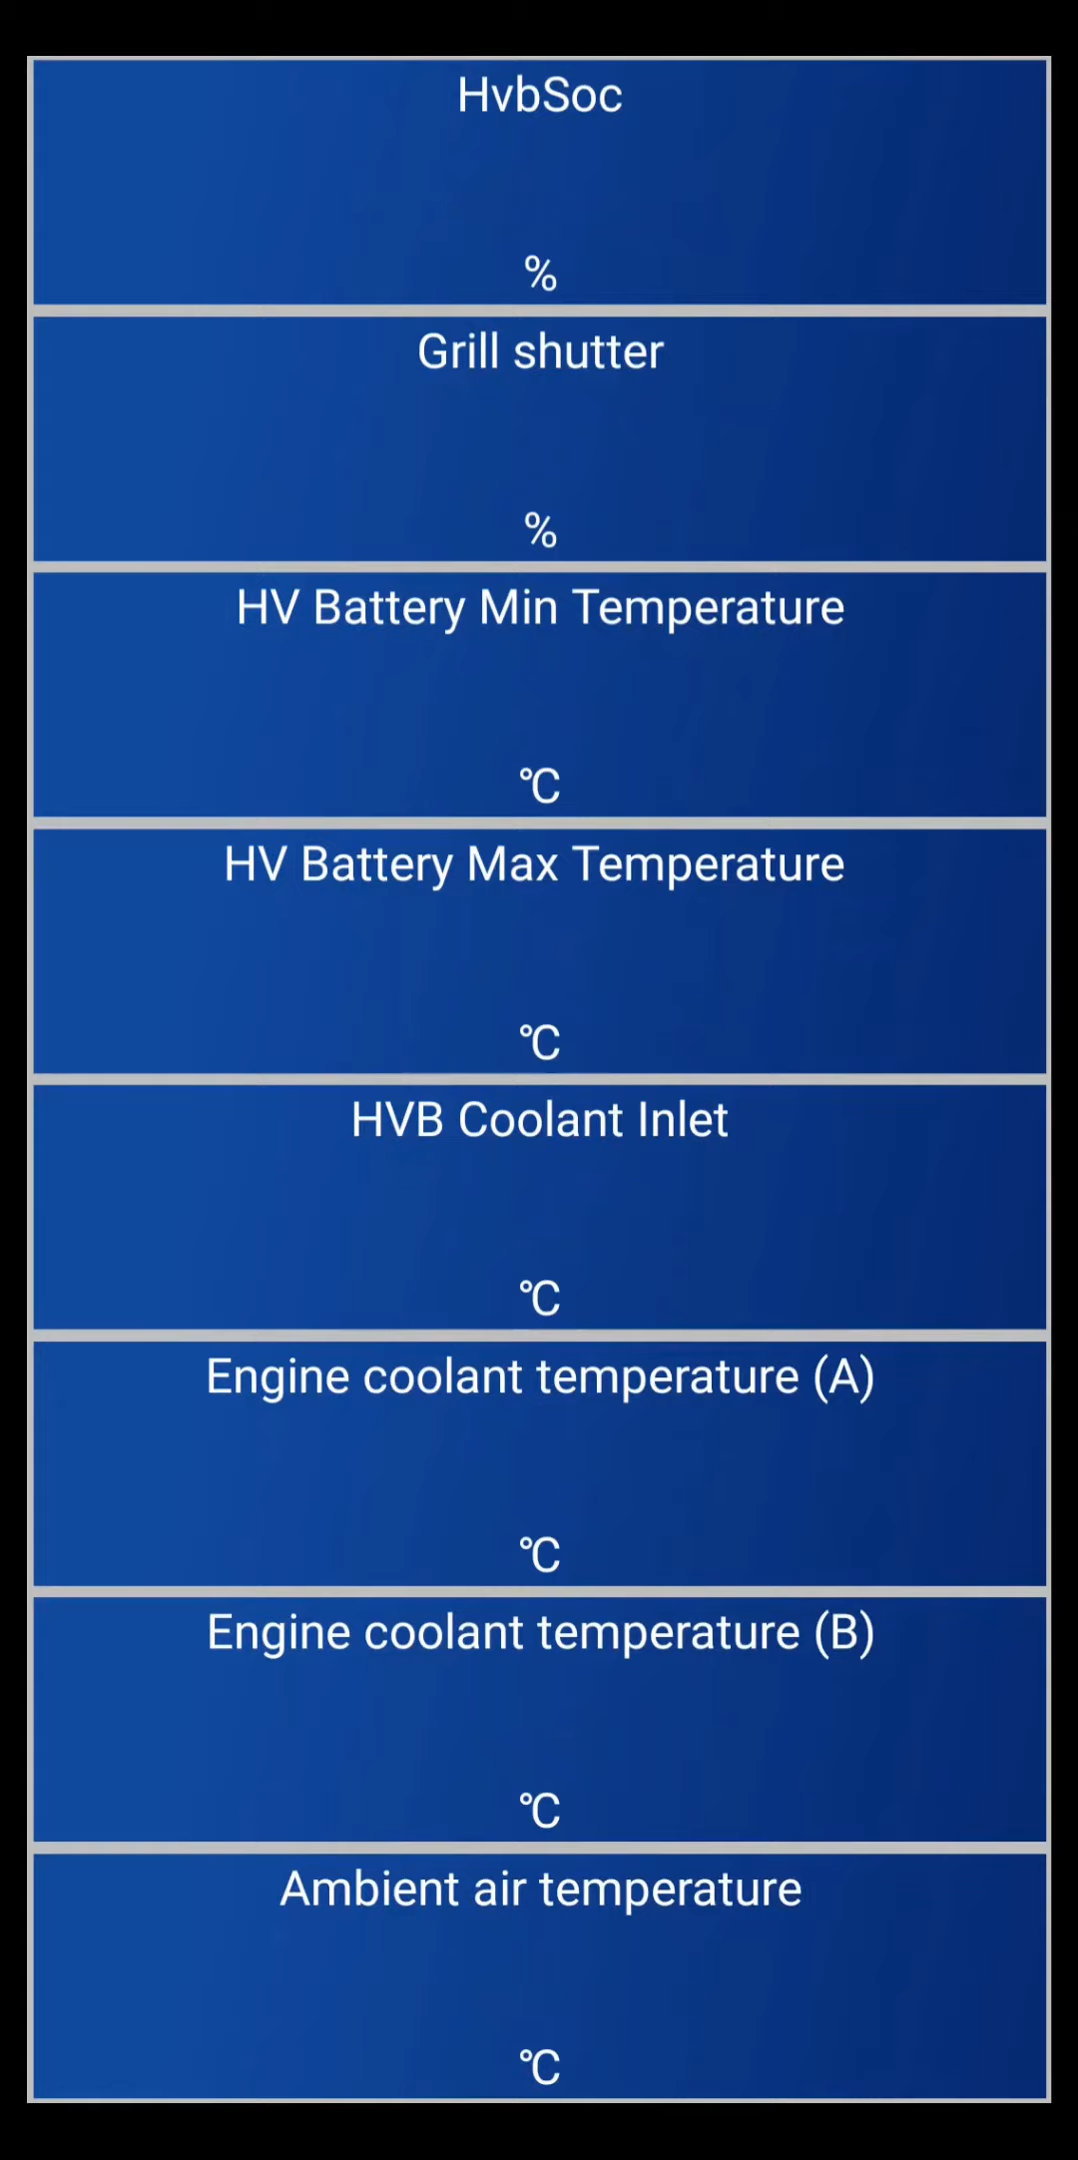 HvbSoc
%
Grill shutter
%
HV Battery Min Temperature
℃
HV Battery Max Temperature
℃
HVB Coolant Inlet
℃
Engine coolant temperature (A)
℃
Engine coolant temperature (B)
℃
Ambient air temperature
℃